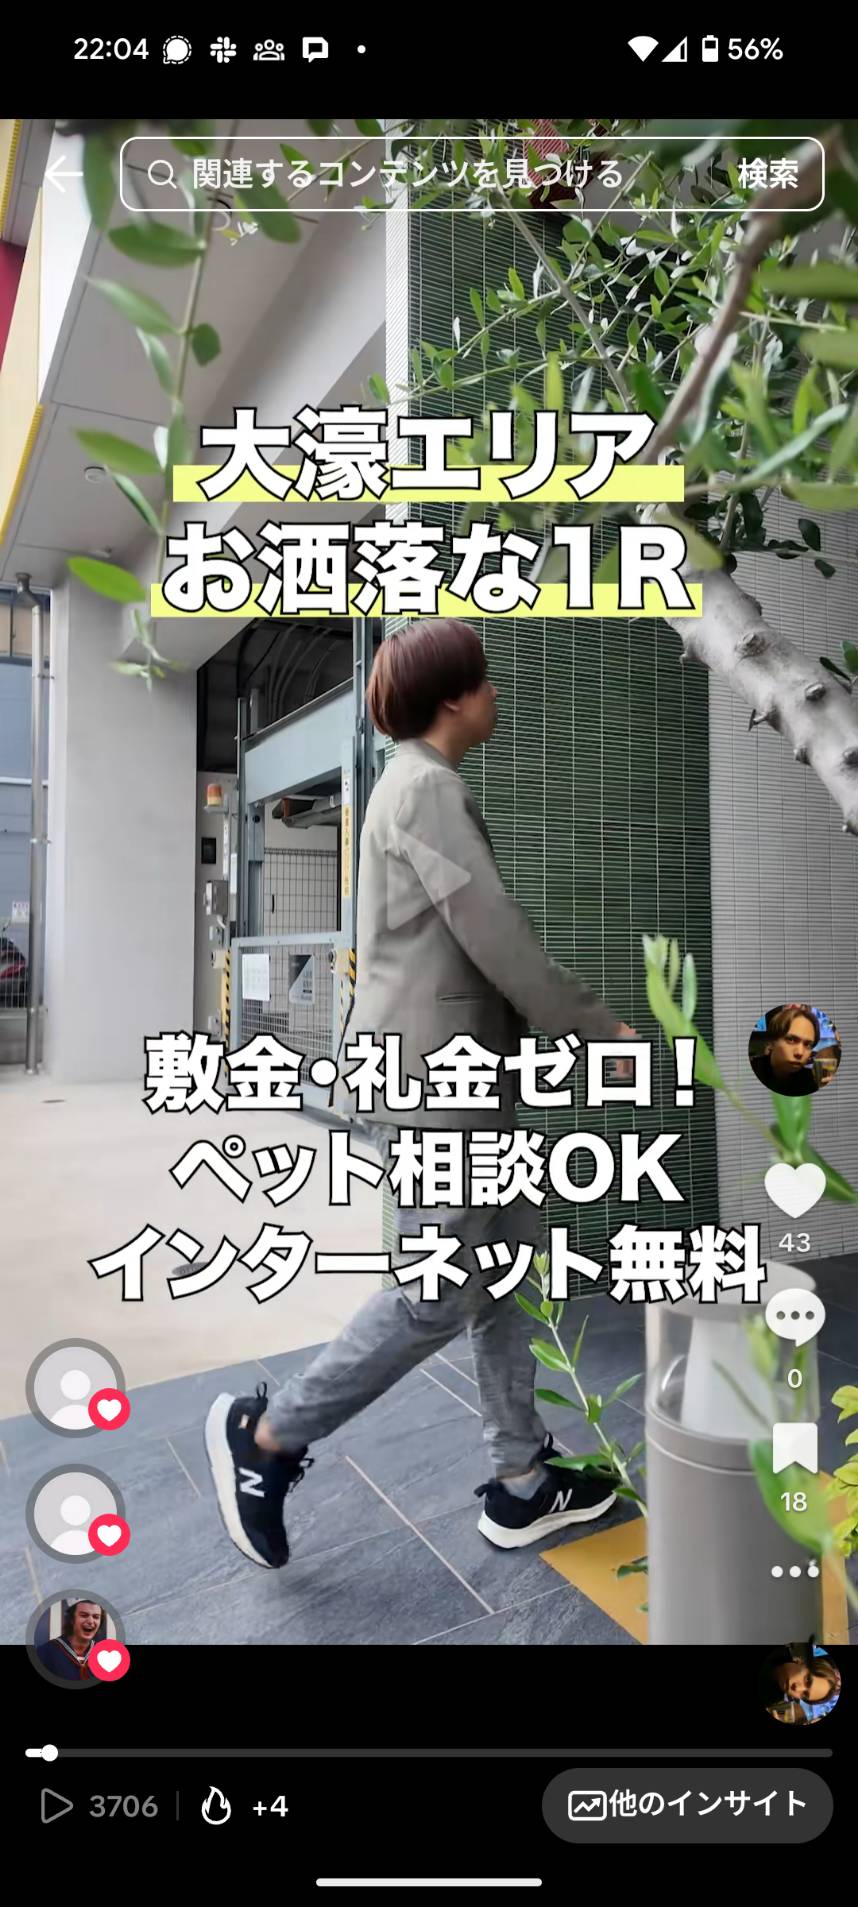 22:04
56%
関連するコンテンツを見つける 検索
大濠エリア
お洒落な1R
敷金・礼金ゼロ！
ペット相談OK
インターネット無料
43
0
18
N
N
3706 +4 他のインサイト